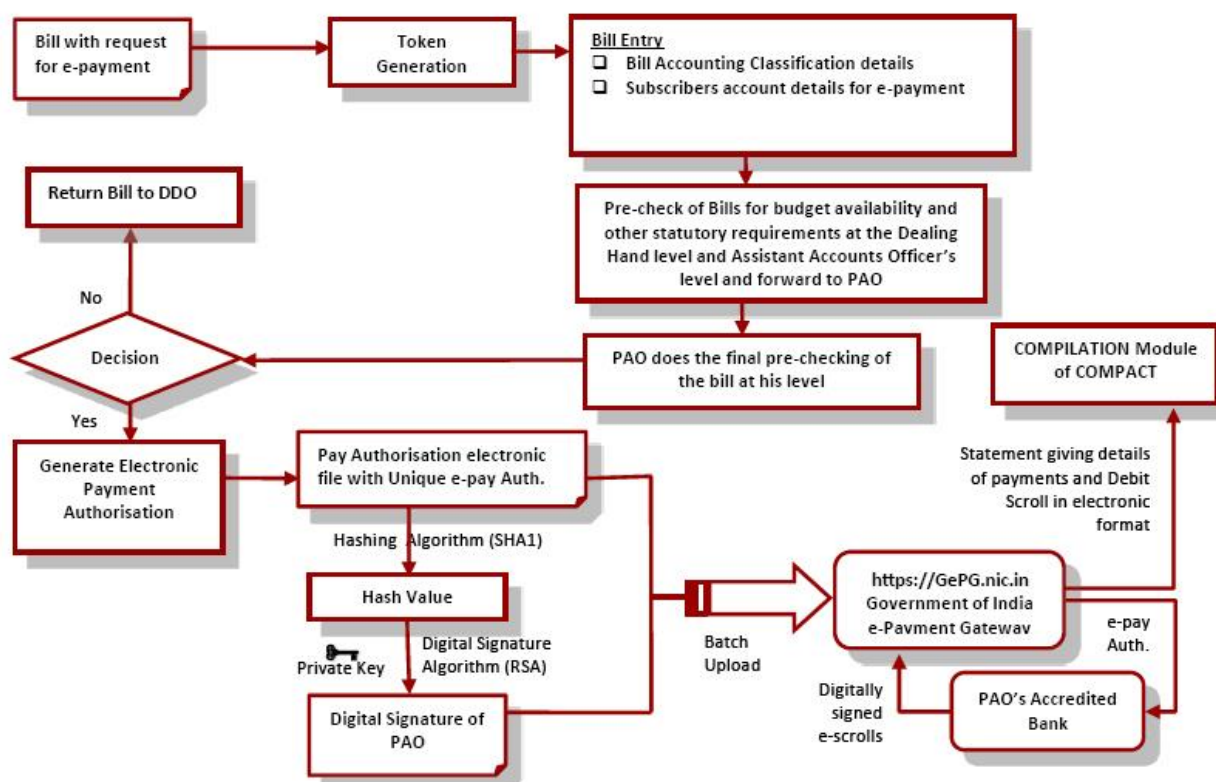 Bill with request
for e-payment
Token
Generation
Bill Entry
❑ Bill Accounting Classification details
❑ Subscribers account details for e-payment
Return Bill to DDO
Pre-check of Bills for budget availability and
other statutory requirements at the Dealing
Hand level and Assistant Accounts Officer’s
level and forward to PAO
No
Decision
PAO does the final pre-checking of
the bill at his level
COMPILATION Module
of COMPACT
Yes
Generate Electronic
Payment
Authorisation
Pay Authorisation electronic
file with Unique e-pay Auth.
Statement giving details
of payments and Debit
Scroll in electronic
format
Hashing Algorithm (SHA1)
Hash Value
https://GePG.nic.in
Government of India
e-Payment Gateway
Private Key
Digital Signature
Algorithm (RSA)
Batch
Upload
e-pay
Auth.
Digital Signature of
PAO
Digitally
signed
e-scrolls
PAO’s Accredited
Bank